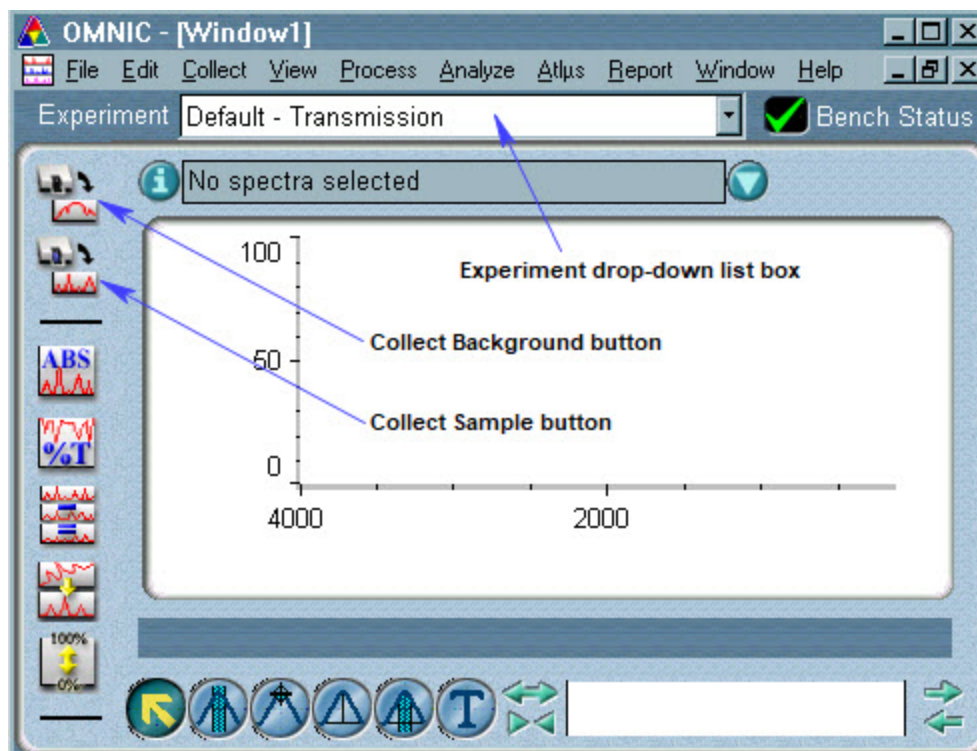 OMNIC - [Window1]
File Edit Collect View Process Analyze Atlµs Report Window Help
Experiment Default - Transmission Bench Status
No spectra selected
100
Experiment drop-down list box
Collect Background button
50
ABS
Collect Sample button
%T
0
4000 2000
100%
0%
T